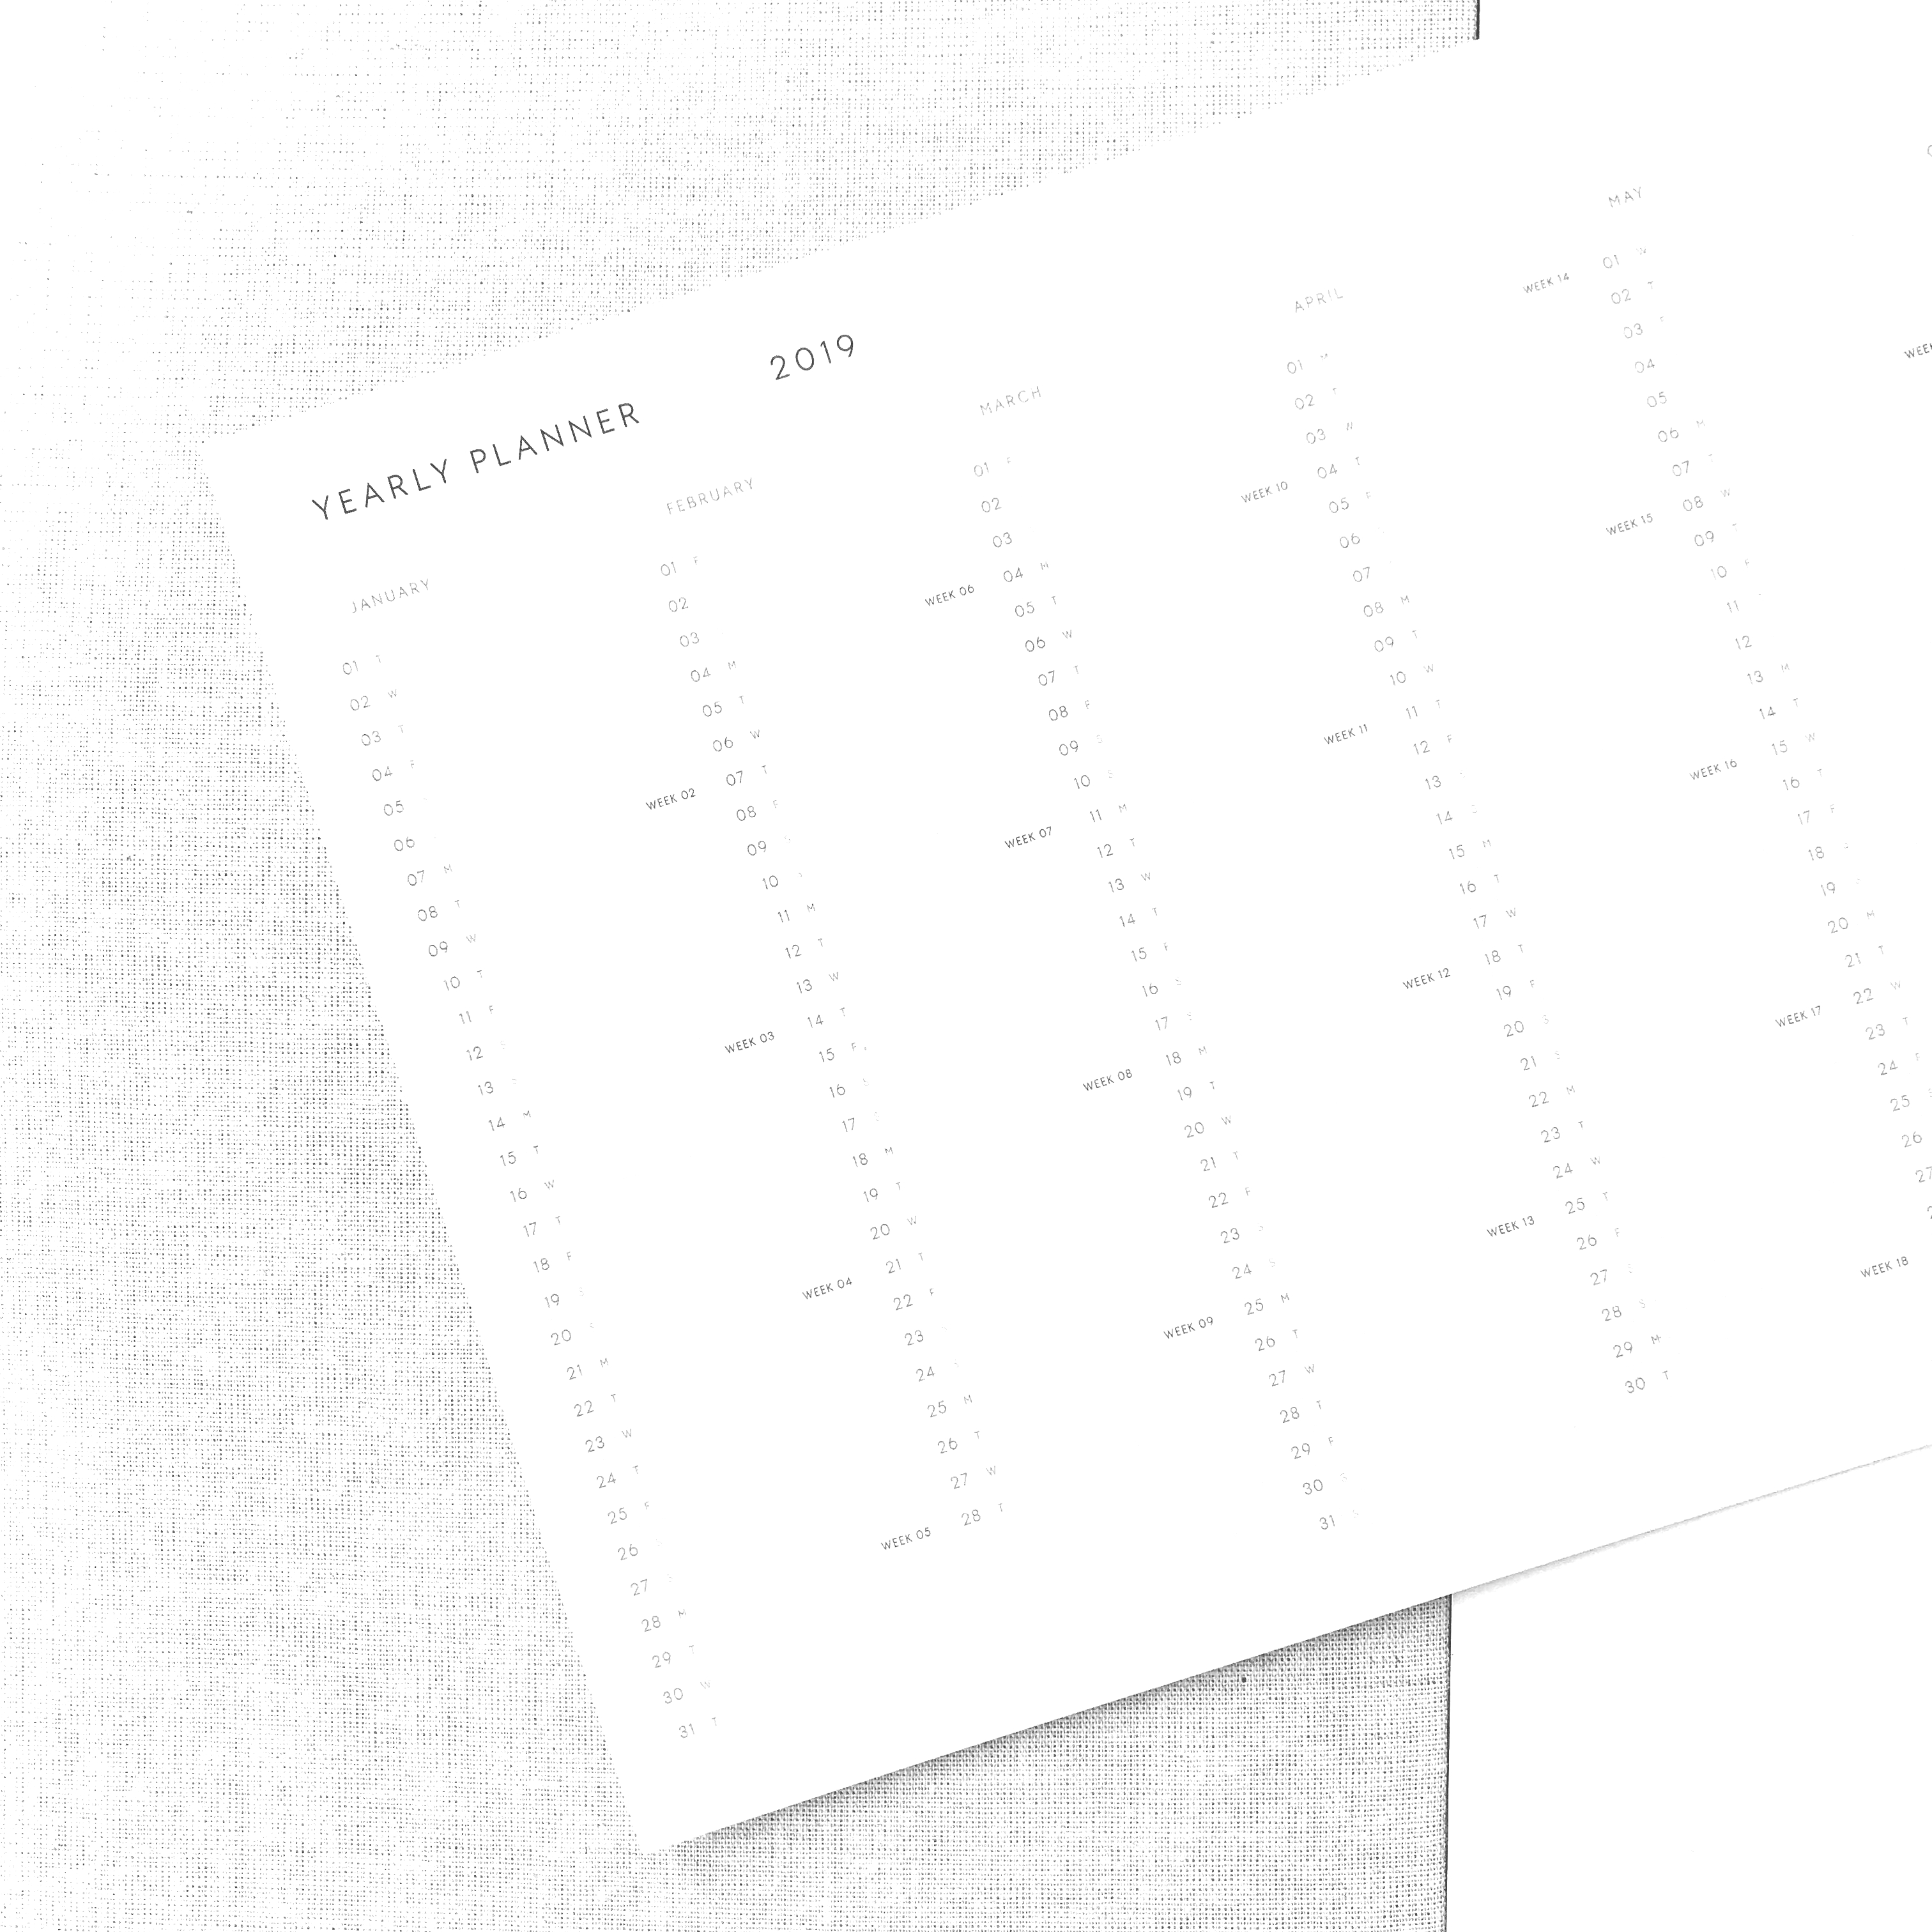 YEARLY PLANNER 2019
JANUARY
01 T
02 W
03 T
04 F
05
06
07 M WEEK 02
08 T
09 W
10 T
11 F
12 S
13
14 M WEEK 03
15 T
16 W
17 T
18 F
19 S
20 S
21 M WEEK 04
22 T
23 W
24 T
25 F
26
27
28 M WEEK 05
29 T
30 W
31 T
FEBRUARY
01 F
02
03
04 M WEEK 06
05 T
06 W
07 T
08 F
09
10
11 M WEEK 07
12 T
13 W
14 T
15 F
16
17
18 M WEEK 08
19 T
20 W
21 T
22 F
23
24
25 M WEEK 09
26 T
27 W
28 T
MARCH
01 F
02
03
04 M WEEK 10
05 T
06 W
07 T
08 F
09 S
10 S
11 M WEEK 11
12 T
13 W
14 T
15 F
16 S
17 S
18 M WEEK 12
19 T
20 W
21 T
22 F
23 S
24 S
25 M WEEK 13
26 T
27 W
28 T
29 F
30 S
31 S
APRIL
01 M WEEK 14
02 T
03 W
04 T
05 F
06
07
08 M WEEK 15
09 T
10 W
11 T
12 F
13
14 S
15 M WEEK 16
16 T
17 W
18 T
19 F
20 S
21 S
22 M WEEK 17
23 T
24 W
25 T
26 F
27 S
28 S
29 M WEEK 18
30 T
MAY
01 W
02 T
03 F
04
05
06 M
07 T
08 W
09 T
10 F
11
12
13 M
14 T
15 W
16 T
17 F
18 S
19
20 M
21 T
22 W
23 T
24 F
25 S
26
27